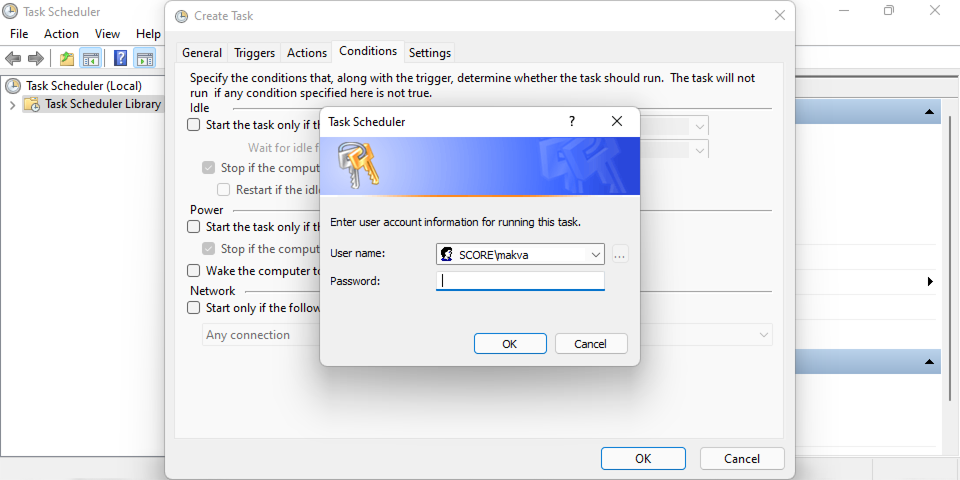 Task Scheduler
File Action View Help
Task Scheduler (Local)
Task Scheduler Library
Create Task
General Triggers Actions Conditions Settings
Specify the conditions that, along with the trigger, determine whether the task should run. The task will not
run if any condition specified here is not true.
Idle
Start the task only if th
Wait for idle f
Stop if the comput
Restart if the idle
Power
Start the task only if th
Stop if the comput
Wake the computer to
Network
Start only if the follow
Any connection
OK Cancel
Task Scheduler ?
Enter user account information for running this task.
User name: SCORE\makva ...
Password:
OK Cancel